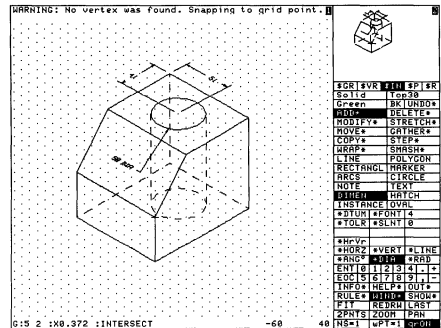 WARNING: No vertex was found. Snapping to grid point.
$GR $VR $IN $P $R
Solid Top30
Green BK UNDO*
ADD* DELETE*
MODIFY* STRETCH*
MOVE* GATHER*
COPY* STEP*
WRAP* SMASH*
LINE POLYGON
RECTANGL MARKER
ARCS CIRCLE
NOTE TEXT
DIMEN HATCH
INSTANCE OVAL
*DTUM *FONT 4
*TOLR *SLNT 0
*HrVr
*HORZ *VERT *LINE
*ANG° *DIA *RAD
ENT 0 1 2 3 4 . +
EOC 5 6 7 8 9 , -
INFO* HELP* OUT*
RULE* WIND* SHOW*
FIT REDRW LAST
2PNTS ZOOM PAN
G:5 2 :X0.372 :INTERSECT -60 40 NS=1 WPT=1 grON